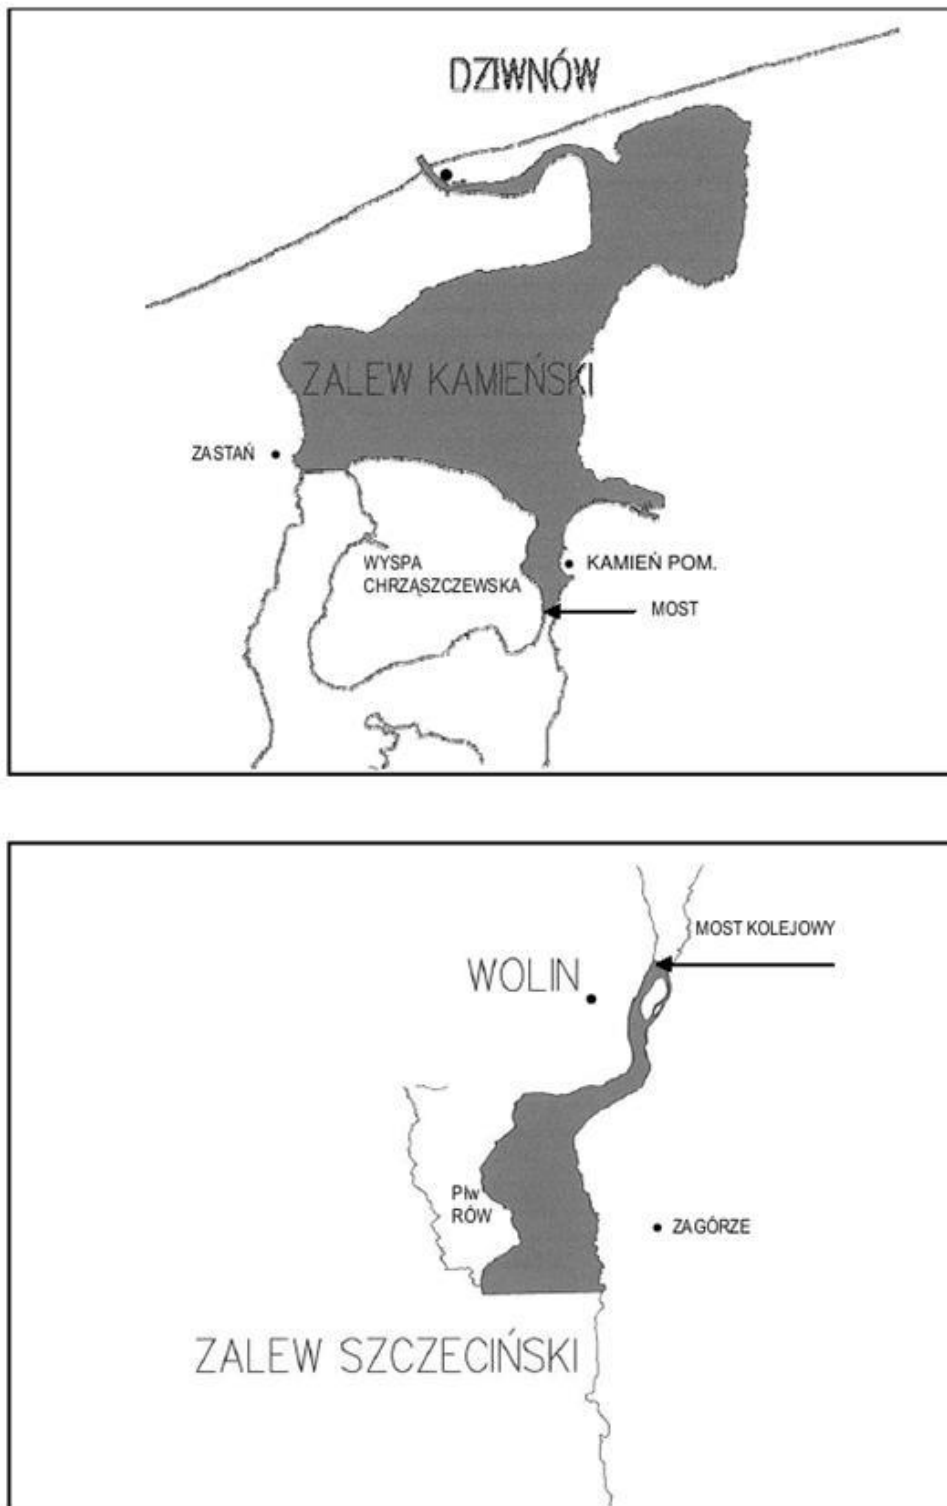 DZIWNÓW
ZALEW KAMIEŃSKI
ZASTAŃ
WYSPA
CHRZĄSZCZEWSKA
KAMIEŃ POM.
MOST
MOST KOLEJOWY
WOLIN
Płw
RÓW
ZAGÓRZE
ZALEW SZCZECIŃSKI